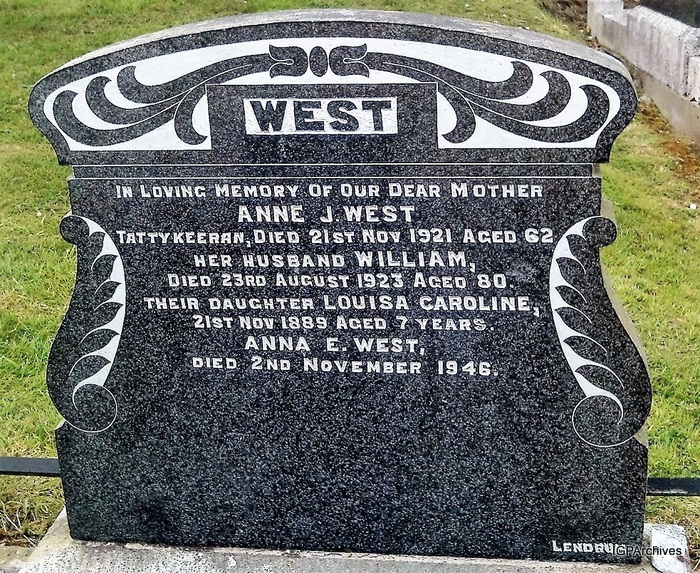 WEST
IN LOVING MEMORY OF OUR DEAR MOTHER
ANNE J. WEST
TATTYKEERAN, DIED 21ST NOV 1921 AGED 62
HER HUSBAND WILLIAM,
DIED 23RD AUGUST 1923 AGED 80.
THEIR DAUGHTER LOUISA CAROLINE,
21ST NOV 1889 AGED 7 YEARS.
ANNA E. WEST,
DIED 2ND NOVEMBER 1946.
IGPArchives